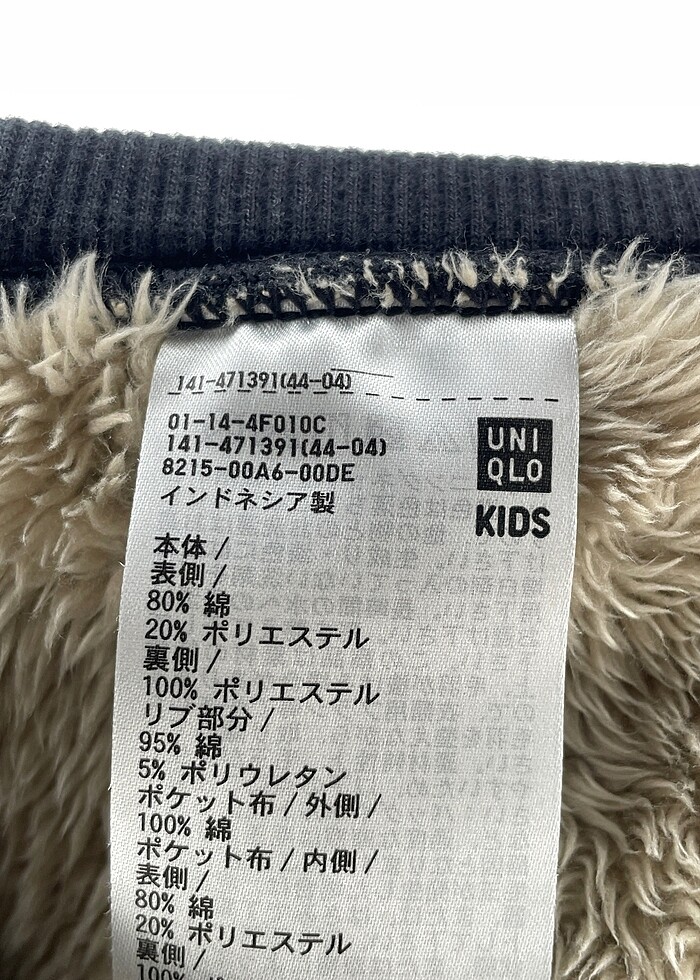 141-471391(44-04)
01-14-4F010C
141-471391(44-04)
8215-00A6-00DE
インドネシア製
UNI
QLO
KIDS
本体 /
表側 /
80% 綿
20% ポリエステル
裏側 /
100% ポリエステル
リブ部分 /
95% 綿
5% ポリウレタン
ポケット布 / 外側 /
100% 綿
ポケット布 / 内側 /
表側 /
80% 綿
20% ポリエステル
裏側 /
100%